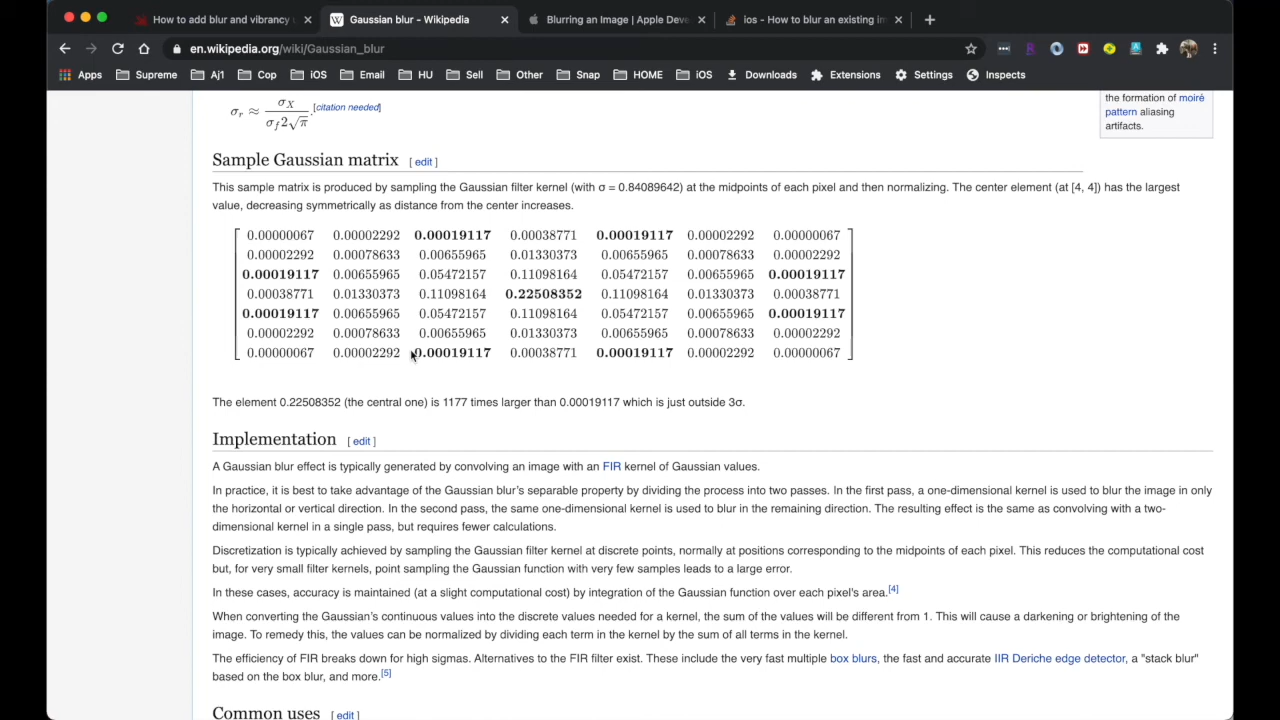 How to add blur and vibrancy
Gaussian blur - Wikipedia
Blurring an Image | Apple Deve
ios - How to blur an existing in
en.wikipedia.org/wiki/Gaussian_blur
Apps Supreme Aj1 Cop iOS Email HU Sell Other Snap HOME iOS Downloads Extensions Settings Inspects
the formation of moiré
pattern aliasing
artifacts.
σr ≈ σX / σf2√π .[citation needed]
Sample Gaussian matrix [ edit ]
This sample matrix is produced by sampling the Gaussian filter kernel (with σ = 0.84089642) at the midpoints of each pixel and then normalizing. The center element (at [4, 4]) has the largest
value, decreasing symmetrically as distance from the center increases.
0.00000067 0.00002292 0.00019117 0.00038771 0.00019117 0.00002292 0.00000067
0.00002292 0.00078633 0.00655965 0.01330373 0.00655965 0.00078633 0.00002292
0.00019117 0.00655965 0.05472157 0.11098164 0.05472157 0.00655965 0.00019117
0.00038771 0.01330373 0.11098164 0.22508352 0.11098164 0.01330373 0.00038771
0.00019117 0.00655965 0.05472157 0.11098164 0.05472157 0.00655965 0.00019117
0.00002292 0.00078633 0.00655965 0.01330373 0.00655965 0.00078633 0.00002292
0.00000067 0.00002292 0.00019117 0.00038771 0.00019117 0.00002292 0.00000067
The element 0.22508352 (the central one) is 1177 times larger than 0.00019117 which is just outside 3σ.
Implementation [ edit ]
A Gaussian blur effect is typically generated by convolving an image with an FIR kernel of Gaussian values.
In practice, it is best to take advantage of the Gaussian blur's separable property by dividing the process into two passes. In the first pass, a one-dimensional kernel is used to blur the image in only
the horizontal or vertical direction. In the second pass, the same one-dimensional kernel is used to blur in the remaining direction. The resulting effect is the same as convolving with a two-
dimensional kernel in a single pass, but requires fewer calculations.
Discretization is typically achieved by sampling the Gaussian filter kernel at discrete points, normally at positions corresponding to the midpoints of each pixel. This reduces the computational cost
but, for very small filter kernels, point sampling the Gaussian function with very few samples leads to a large error.
In these cases, accuracy is maintained (at a slight computational cost) by integration of the Gaussian function over each pixel's area.[4]
When converting the Gaussian's continuous values into the discrete values needed for a kernel, the sum of the values will be different from 1. This will cause a darkening or brightening of the
image. To remedy this, the values can be normalized by dividing each term in the kernel by the sum of all terms in the kernel.
The efficiency of FIR breaks down for high sigmas. Alternatives to the FIR filter exist. These include the very fast multiple box blurs, the fast and accurate IIR Deriche edge detector, a "stack blur"
based on the box blur, and more.[5]
Common uses [ edit ]